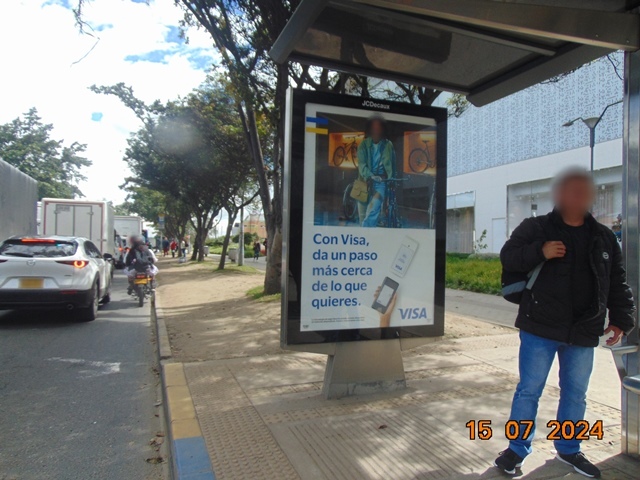 JCDecaux
Con Visa,
da un paso
más cerca
de lo que
quieres.
VISA
15 07 2024